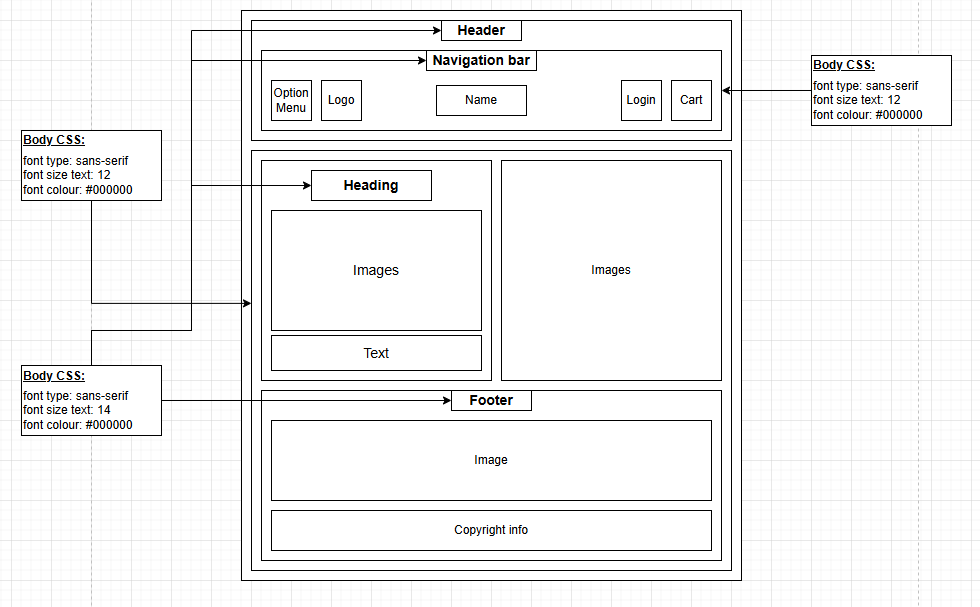 Header
Navigation bar
Option
Menu
Logo
Name
Login
Cart
Body CSS:
font type: sans-serif
font size text: 12
font colour: #000000
Body CSS:
font type: sans-serif
font size text: 12
font colour: #000000
Heading
Images
Images
Text
Body CSS:
font type: sans-serif
font size text: 14
font colour: #000000
Footer
Image
Copyright info